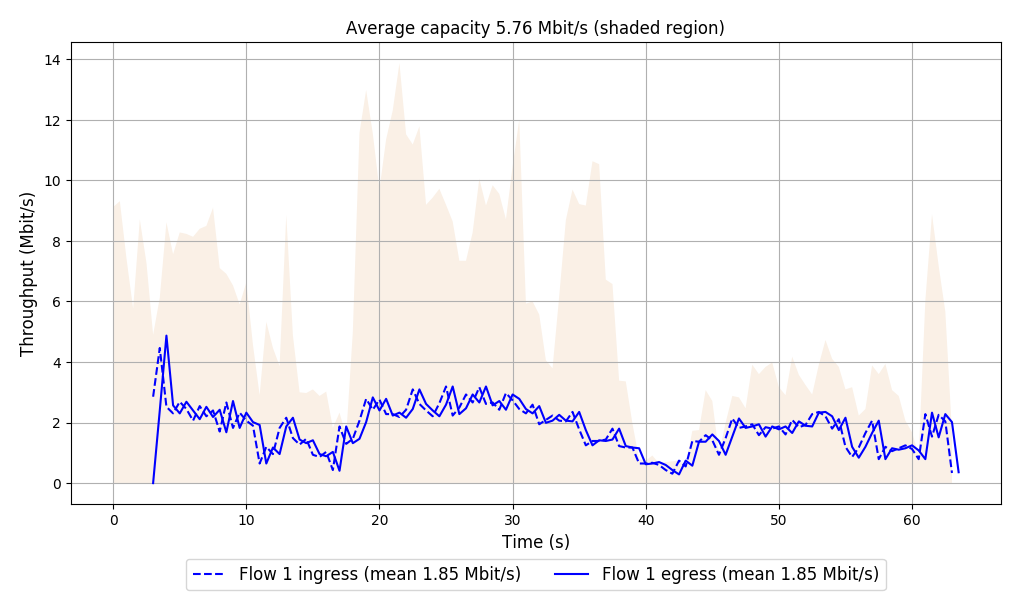 Average capacity 5.76 Mbit/s (shaded region)
Throughput (Mbit/s)
14
12
10
8
6
4
2
0
0 10 20 30 40 50 60
Time (s)
Flow 1 ingress (mean 1.85 Mbit/s) Flow 1 egress (mean 1.85 Mbit/s)